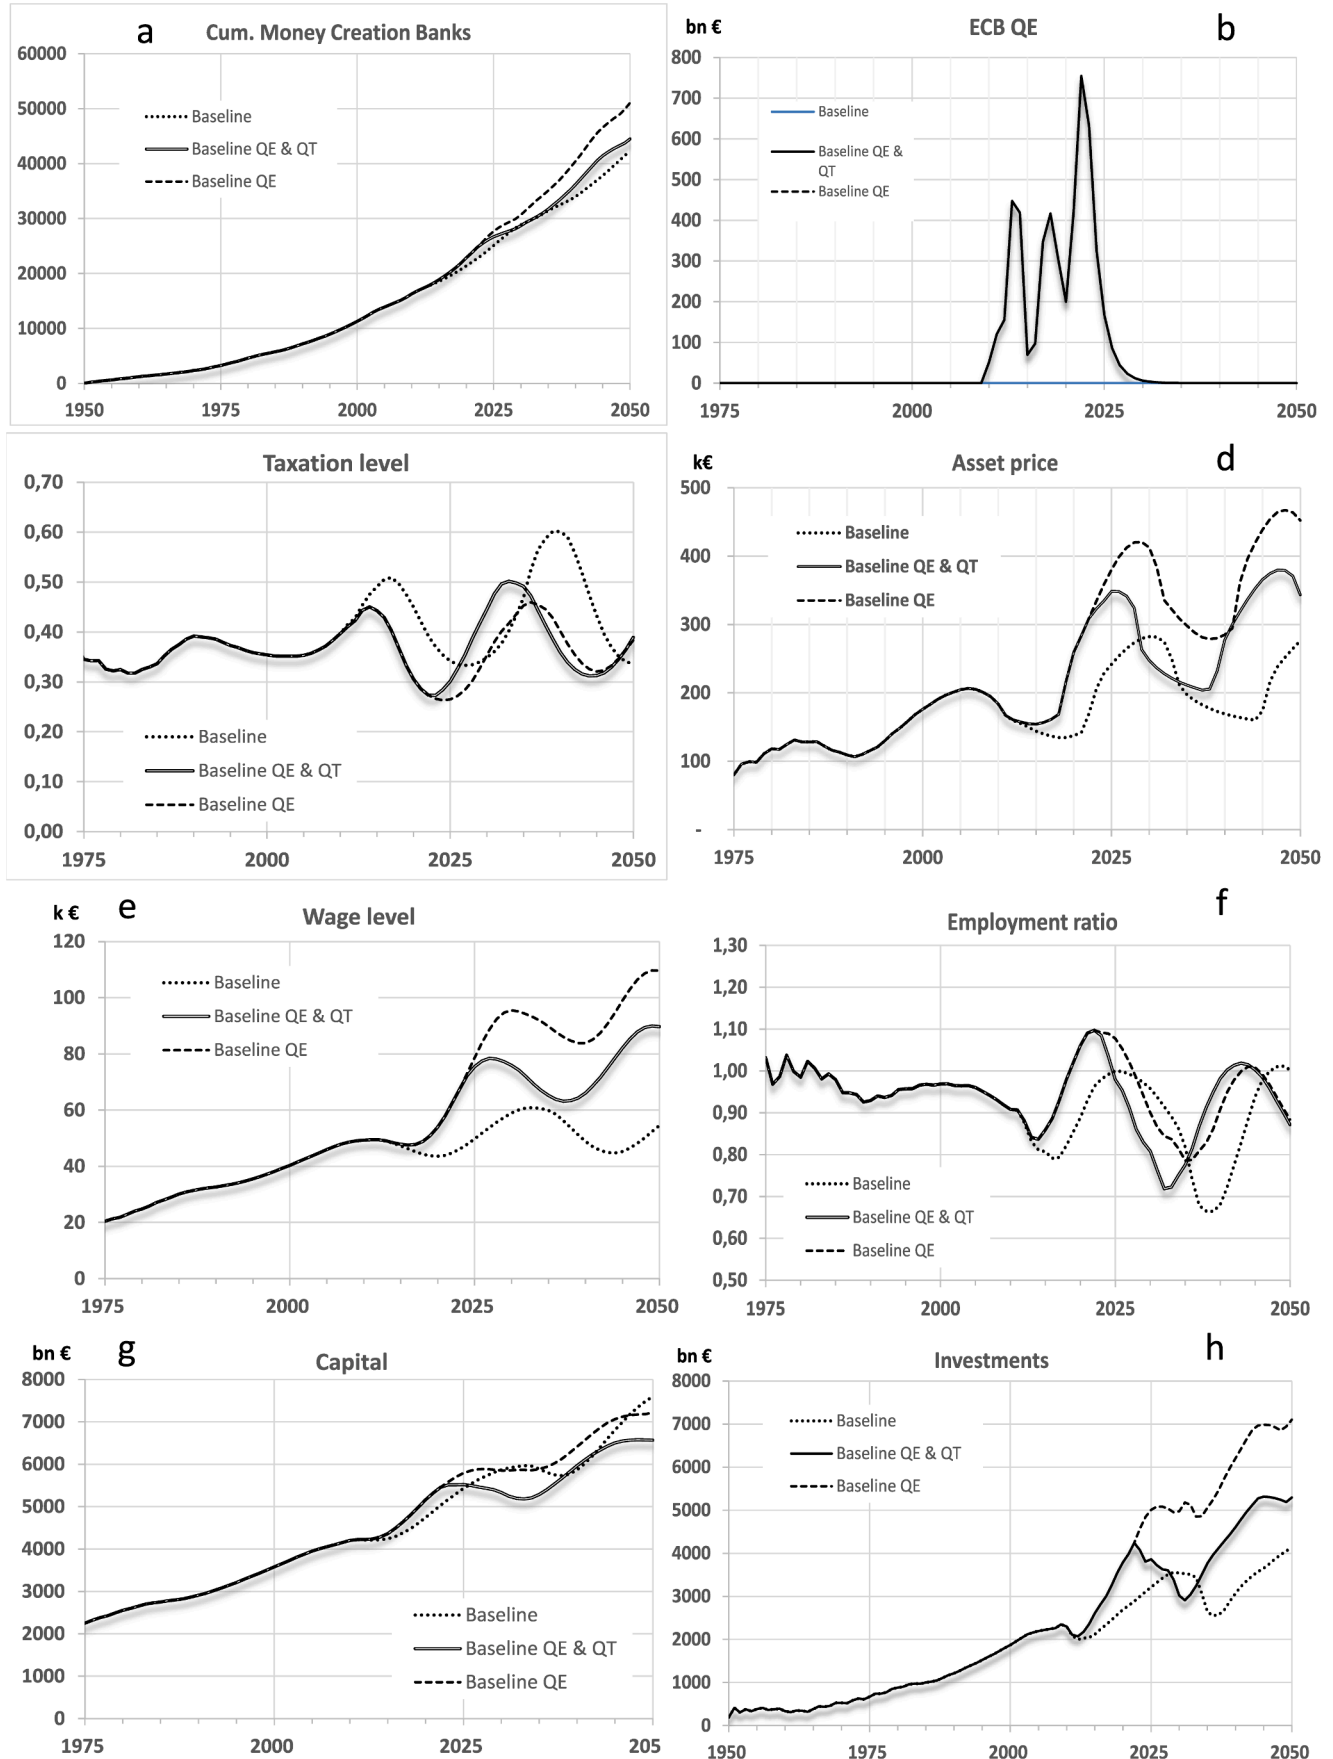 a
Cum. Money Creation Banks
60000
50000
40000
30000
20000
10000
0
1950
1975
2000
2025
2050
Baseline
Baseline QE & QT
Baseline QE
bn €
ECB QE
b
800
700
600
500
400
300
200
100
0
1975
2000
2025
2050
Baseline
Baseline QE &
QT
Baseline QE
Taxation level
0,70
0,60
0,50
0,40
0,30
0,20
0,10
0,00
1975
2000
2025
2050
Baseline
Baseline QE & QT
Baseline QE
k€
Asset price
d
500
400
300
200
100
-
1975
2000
2025
2050
Baseline
Baseline QE & QT
Baseline QE
k €
e
Wage level
120
100
80
60
40
20
0
1975
2000
2025
2050
Baseline
Baseline QE & QT
Baseline QE
f
Employment ratio
1,30
1,20
1,10
1,00
0,90
0,80
0,70
0,60
0,50
1975
2000
2025
2050
Baseline
Baseline QE & QT
Baseline QE
bn €
g
Capital
8000
7000
6000
5000
4000
3000
2000
1000
0
1975
2000
2025
2050
Baseline
Baseline QE & QT
Baseline QE
bn €
h
Investments
8000
7000
6000
5000
4000
3000
2000
1000
0
1950
1975
2000
2025
2050
Baseline
Baseline QE & QT
Baseline QE